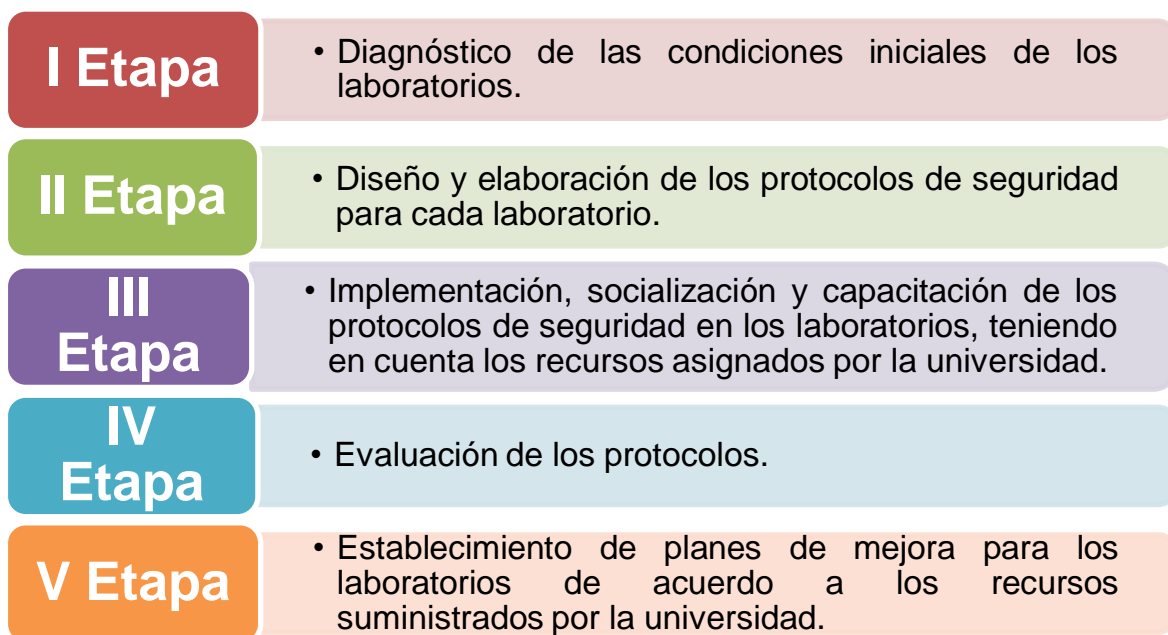 I Etapa
• Diagnóstico de las condiciones iniciales de los
laboratorios.
II Etapa
• Diseño y elaboración de los protocolos de seguridad
para cada laboratorio.
III
Etapa
• Implementación, socialización y capacitación de los
protocolos de seguridad en los laboratorios, teniendo
en cuenta los recursos asignados por la universidad.
IV
Etapa
• Evaluación de los protocolos.
V Etapa
• Establecimiento de planes de mejora para los
laboratorios de acuerdo a los recursos
suministrados por la universidad.